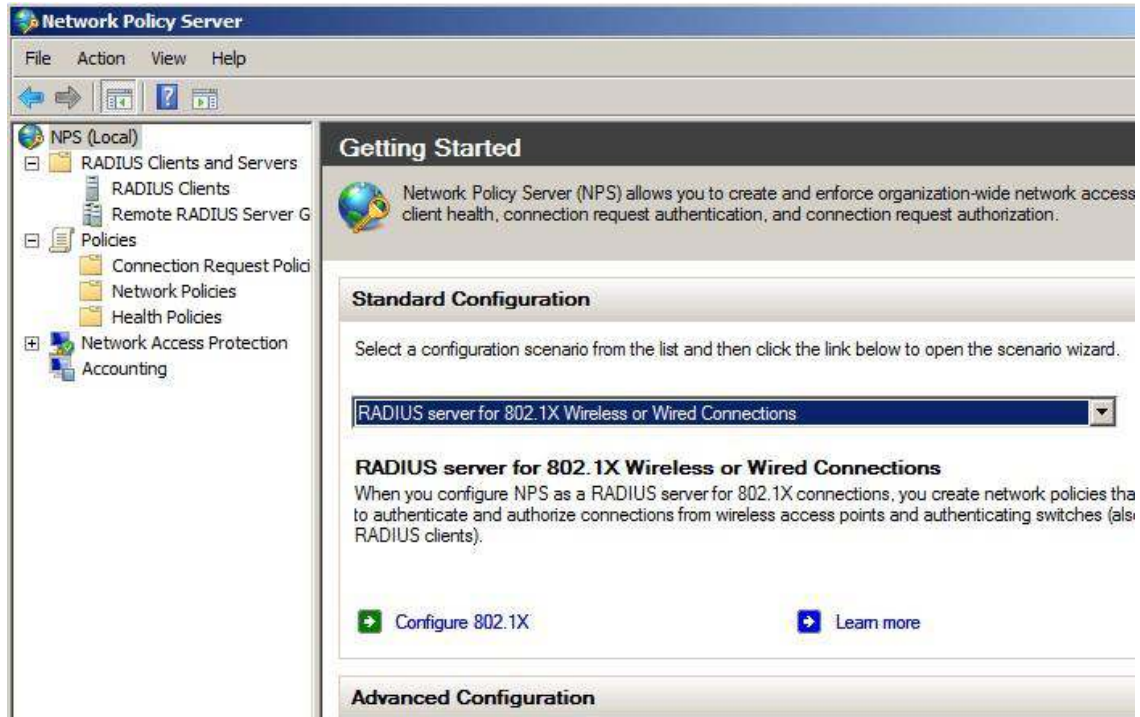 Network Policy Server
File Action View Help
NPS (Local)
RADIUS Clients and Servers
RADIUS Clients
Remote RADIUS Server G
Policies
Connection Request Polici
Network Policies
Health Policies
Network Access Protection
Accounting
Getting Started
Network Policy Server (NPS) allows you to create and enforce organization-wide network access
client health, connection request authentication, and connection request authorization.
Standard Configuration
Select a configuration scenario from the list and then click the link below to open the scenario wizard.
RADIUS server for 802.1X Wireless or Wired Connections
RADIUS server for 802.1X Wireless or Wired Connections
When you configure NPS as a RADIUS server for 802.1X connections, you create network policies tha
to authenticate and authorize connections from wireless access points and authenticating switches (als
RADIUS clients).
Configure 802.1X Learn more
Advanced Configuration